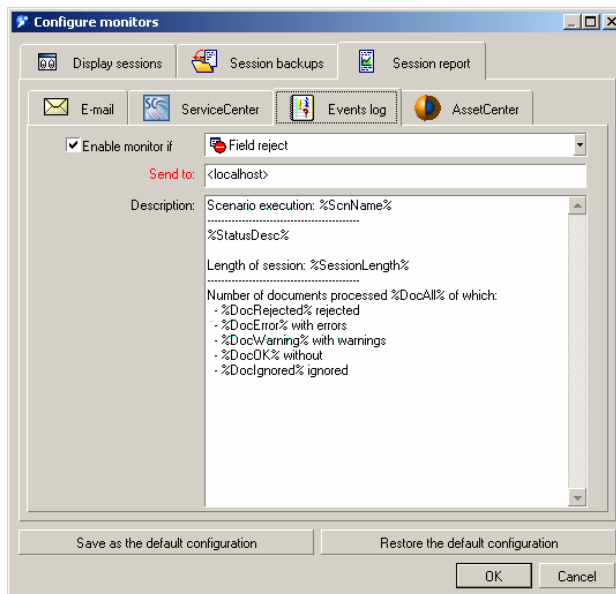 Configure monitors
Display sessions
Session backups
Session report
E-mail
ServiceCenter
Events log
AssetCenter
Enable monitor if
Field reject
Send to:
<localhost>
Description:
Scenario execution: %ScnName%
--------------------------------------------
%StatusDesc%
Length of session: %SessionLength%
--------------------------------------------
Number of documents processed %DocAll% of which:
- %DocRejected% rejected
- %DocError% with errors
- %DocWarning% with warnings
- %DocOK% without
- %DocIgnored% ignored
Save as the default configuration
Restore the default configuration
OK
Cancel